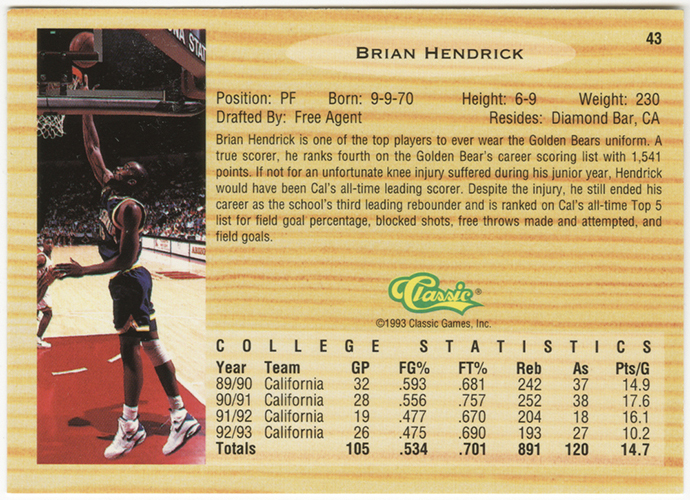 43
BRIAN HENDRICK
Position: PF Born: 9-9-70 Height: 6-9 Weight: 230
Drafted By: Free Agent Resides: Diamond Bar, CA
Brian Hendrick is one of the top players to ever wear the Golden Bears uniform. A
true scorer, he ranks fourth on the Golden Bear's career scoring list with 1,541
points. If not for an unfortunate knee injury suffered during his junior year, Hendrick
would have been Cal's all-time leading scorer. Despite the injury, he still ended his
career as the school's third leading rebounder and is ranked on Cal's all-time Top 5
list for field goal percentage, blocked shots, free throws made and attempted, and
field goals.
Classic®
©1993 Classic Games, Inc.
COLLEGE STATISTICS
Year Team GP FG% FT% Reb As Pts/G
89/90 California 32 .593 .681 242 37 14.9
90/91 California 28 .556 .757 252 38 17.6
91/92 California 19 .477 .670 204 18 16.1
92/93 California 26 .475 .690 193 27 10.2
Totals 105 .534 .701 891 120 14.7